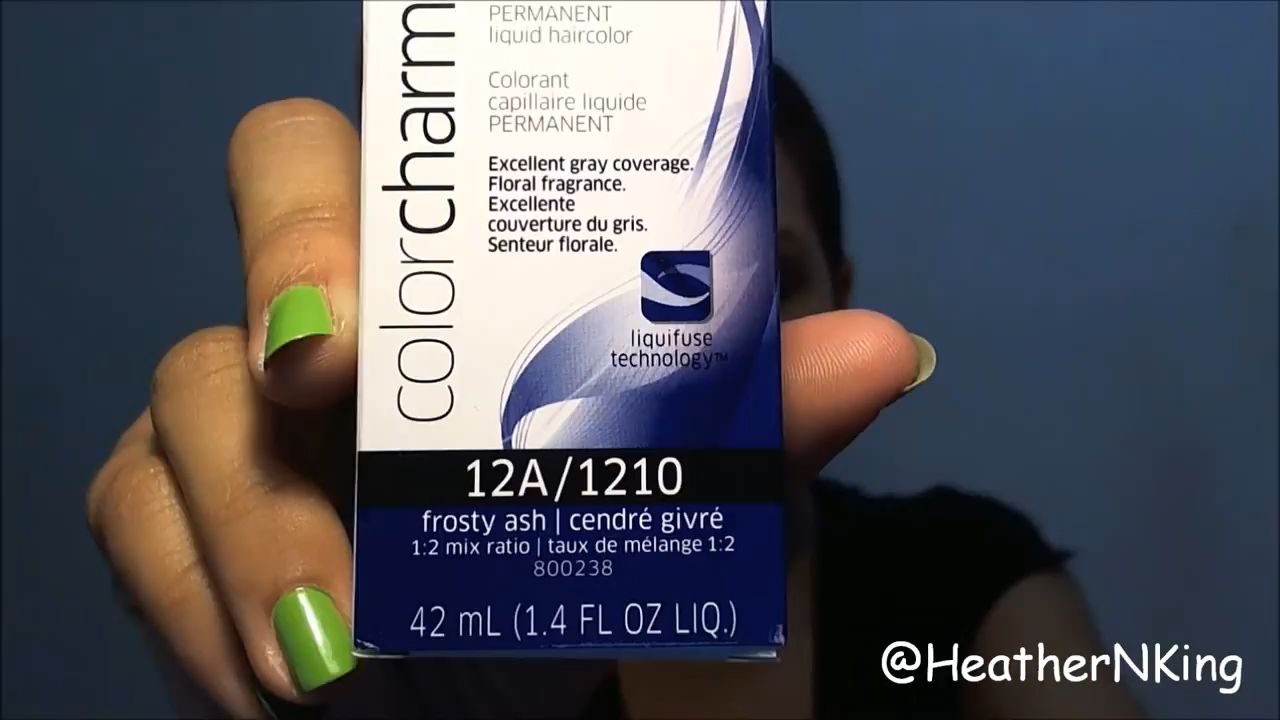 PERMANENT
liquid haircolor
Colorant
capillaire liquide
PERMANENT
Excellent gray coverage.
Floral fragrance.
Excellente
couverture du gris.
Senteur florale.
colorcharm
liquifuse
technology™
12A/1210
frosty ash | cendré givré
1:2 mix ratio | taux de mélange 1:2
800238
42 mL (1.4 FL OZ LIQ.)
@HeatherNKing